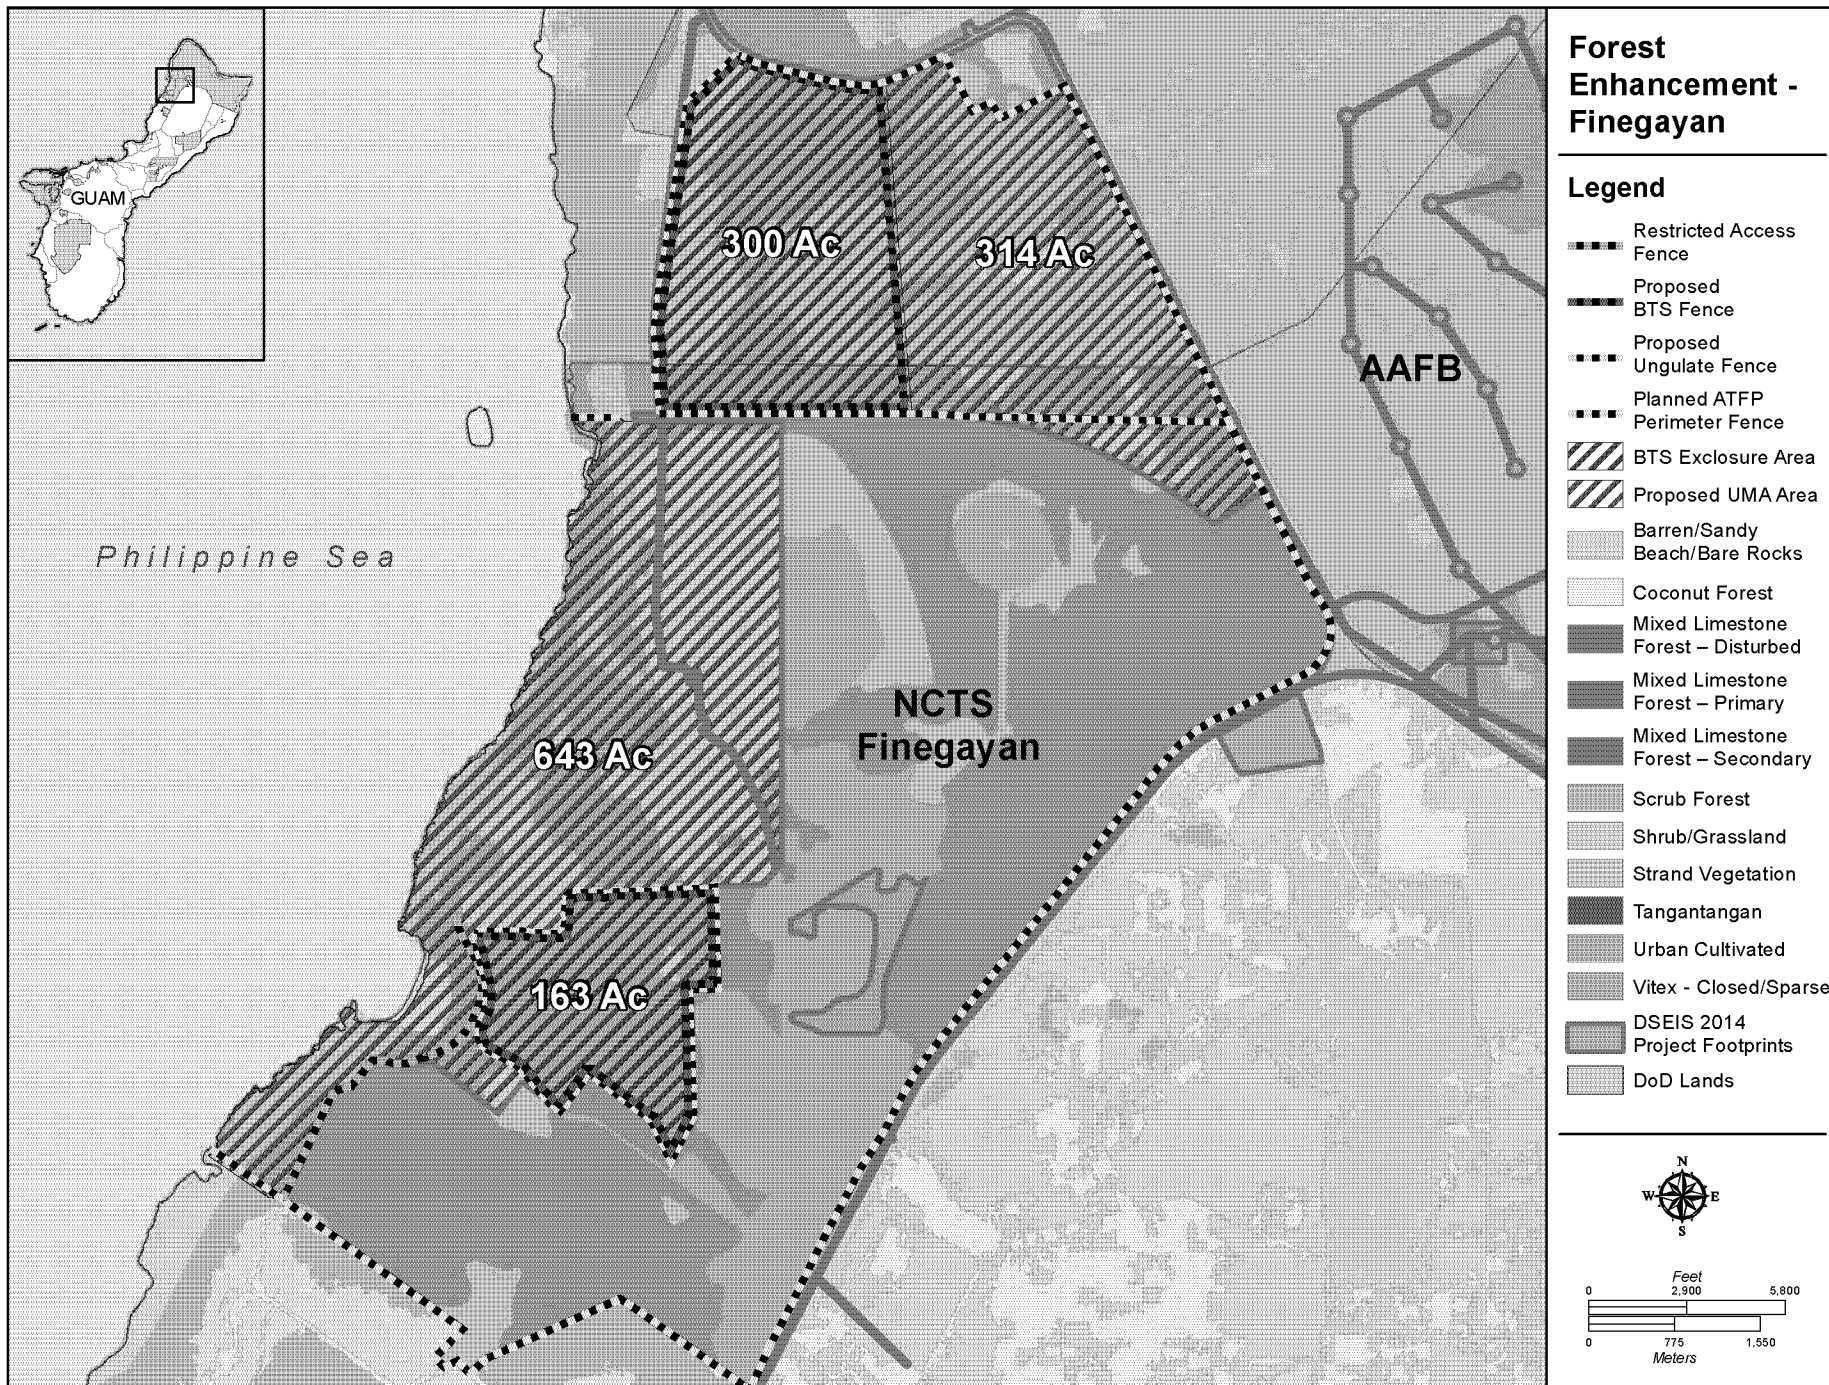 Forest
Enhancement -
Finegayan
Legend
Restricted Access
Fence
Proposed
BTS Fence
Proposed
Ungulate Fence
Planned ATFP
Perimeter Fence
BTS Exclosure Area
Proposed UMA Area
Barren/Sandy
Beach/Bare Rocks
Coconut Forest
Mixed Limestone
Forest – Disturbed
Mixed Limestone
Forest – Primary
Mixed Limestone
Forest – Secondary
Scrub Forest
Shrub/Grassland
Strand Vegetation
Tangantangan
Urban Cultivated
Vitex - Closed/Sparse
DSEIS 2014
Project Footprints
DoD Lands
N
W E
S
Feet
0 2,900 5,800
0 775 1,550
Meters
GUAM
300 Ac
314 Ac
AAFB
Philippine Sea
NCTS
Finegayan
643 Ac
163 Ac